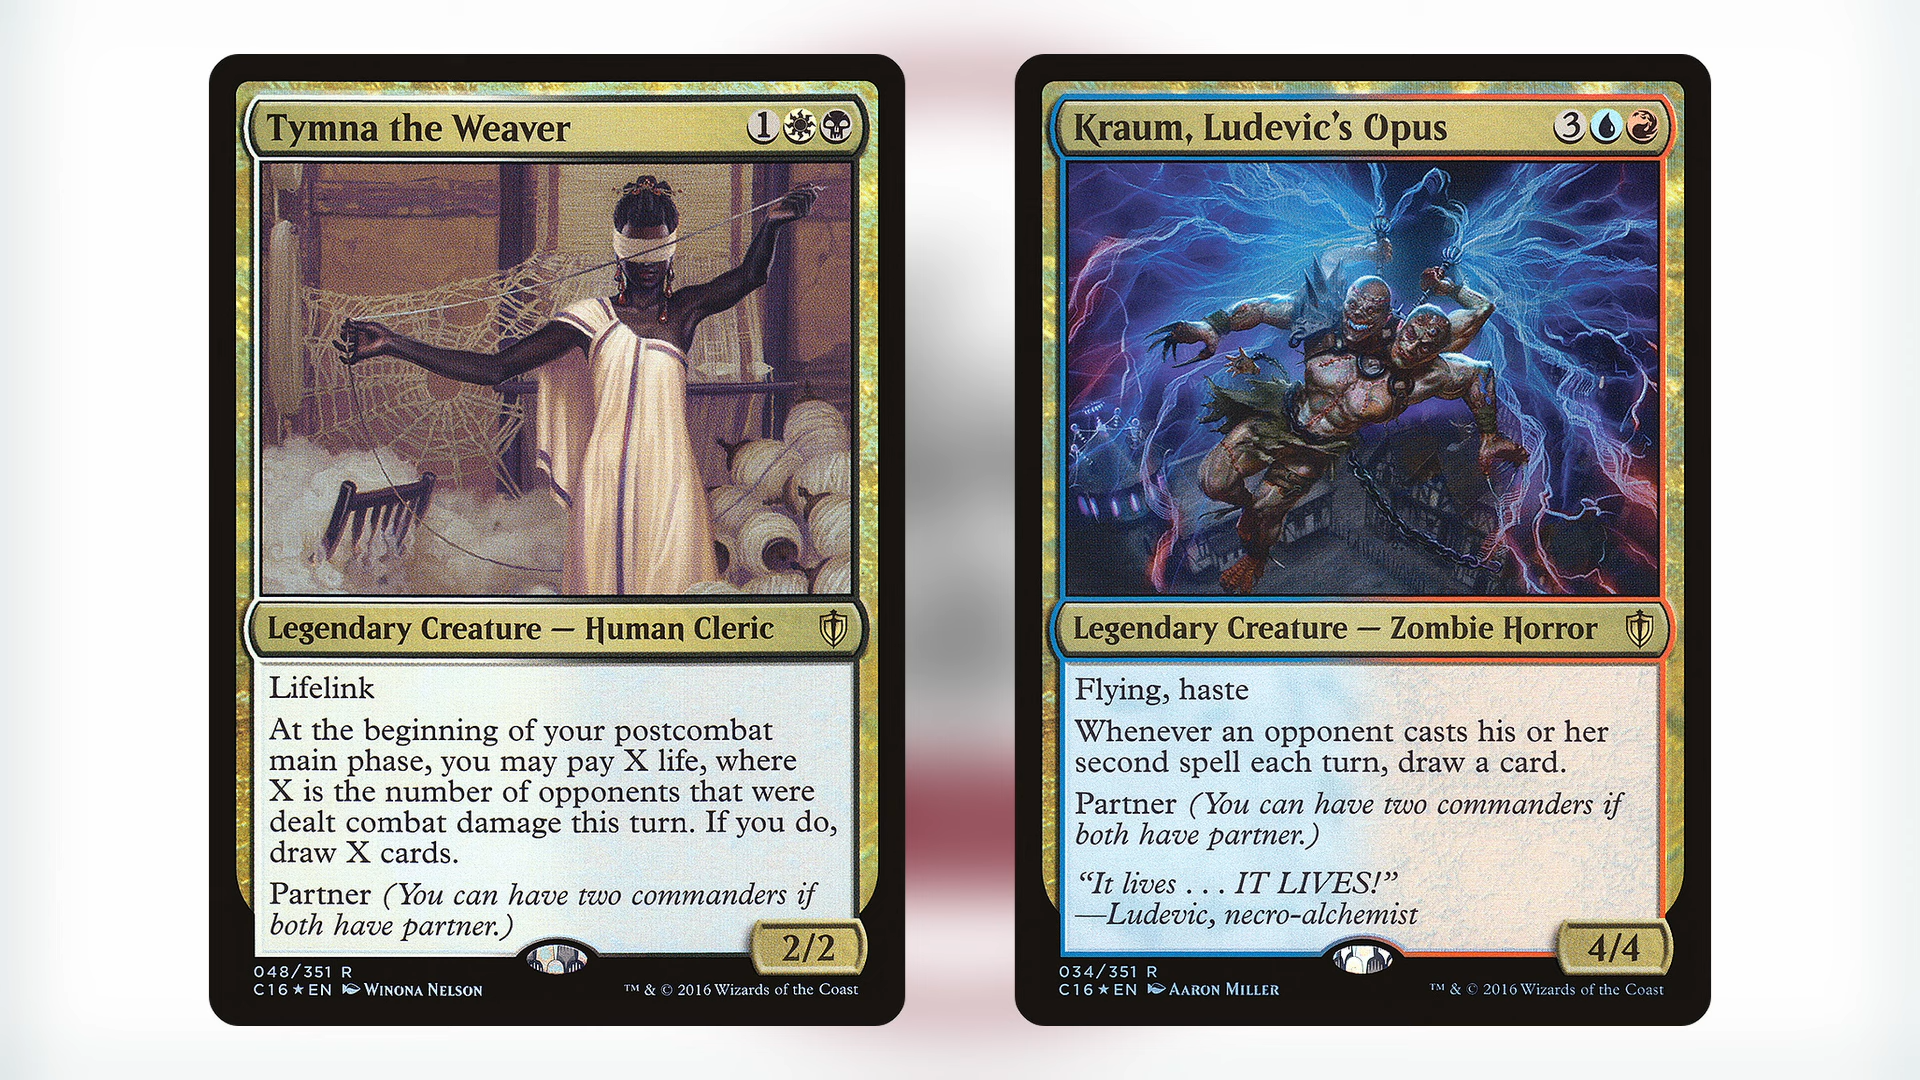 Tymna the Weaver
1
Legendary Creature — Human Cleric
Lifelink
At the beginning of your postcombat
main phase, you may pay X life, where
X is the number of opponents that were
dealt combat damage this turn. If you do,
draw X cards.
Partner (You can have two commanders if
both have partner.)
2/2
048/351 R
C16★EN Winona Nelson
™ & © 2016 Wizards of the Coast
Kraum, Ludevic's Opus
3
Legendary Creature — Zombie Horror
Flying, haste
Whenever an opponent casts his or her
second spell each turn, draw a card.
Partner (You can have two commanders if
both have partner.)
“It lives . . . IT LIVES!”
—Ludevic, necro-alchemist
4/4
034/351 R
C16★EN Aaron Miller
™ & © 2016 Wizards of the Coast